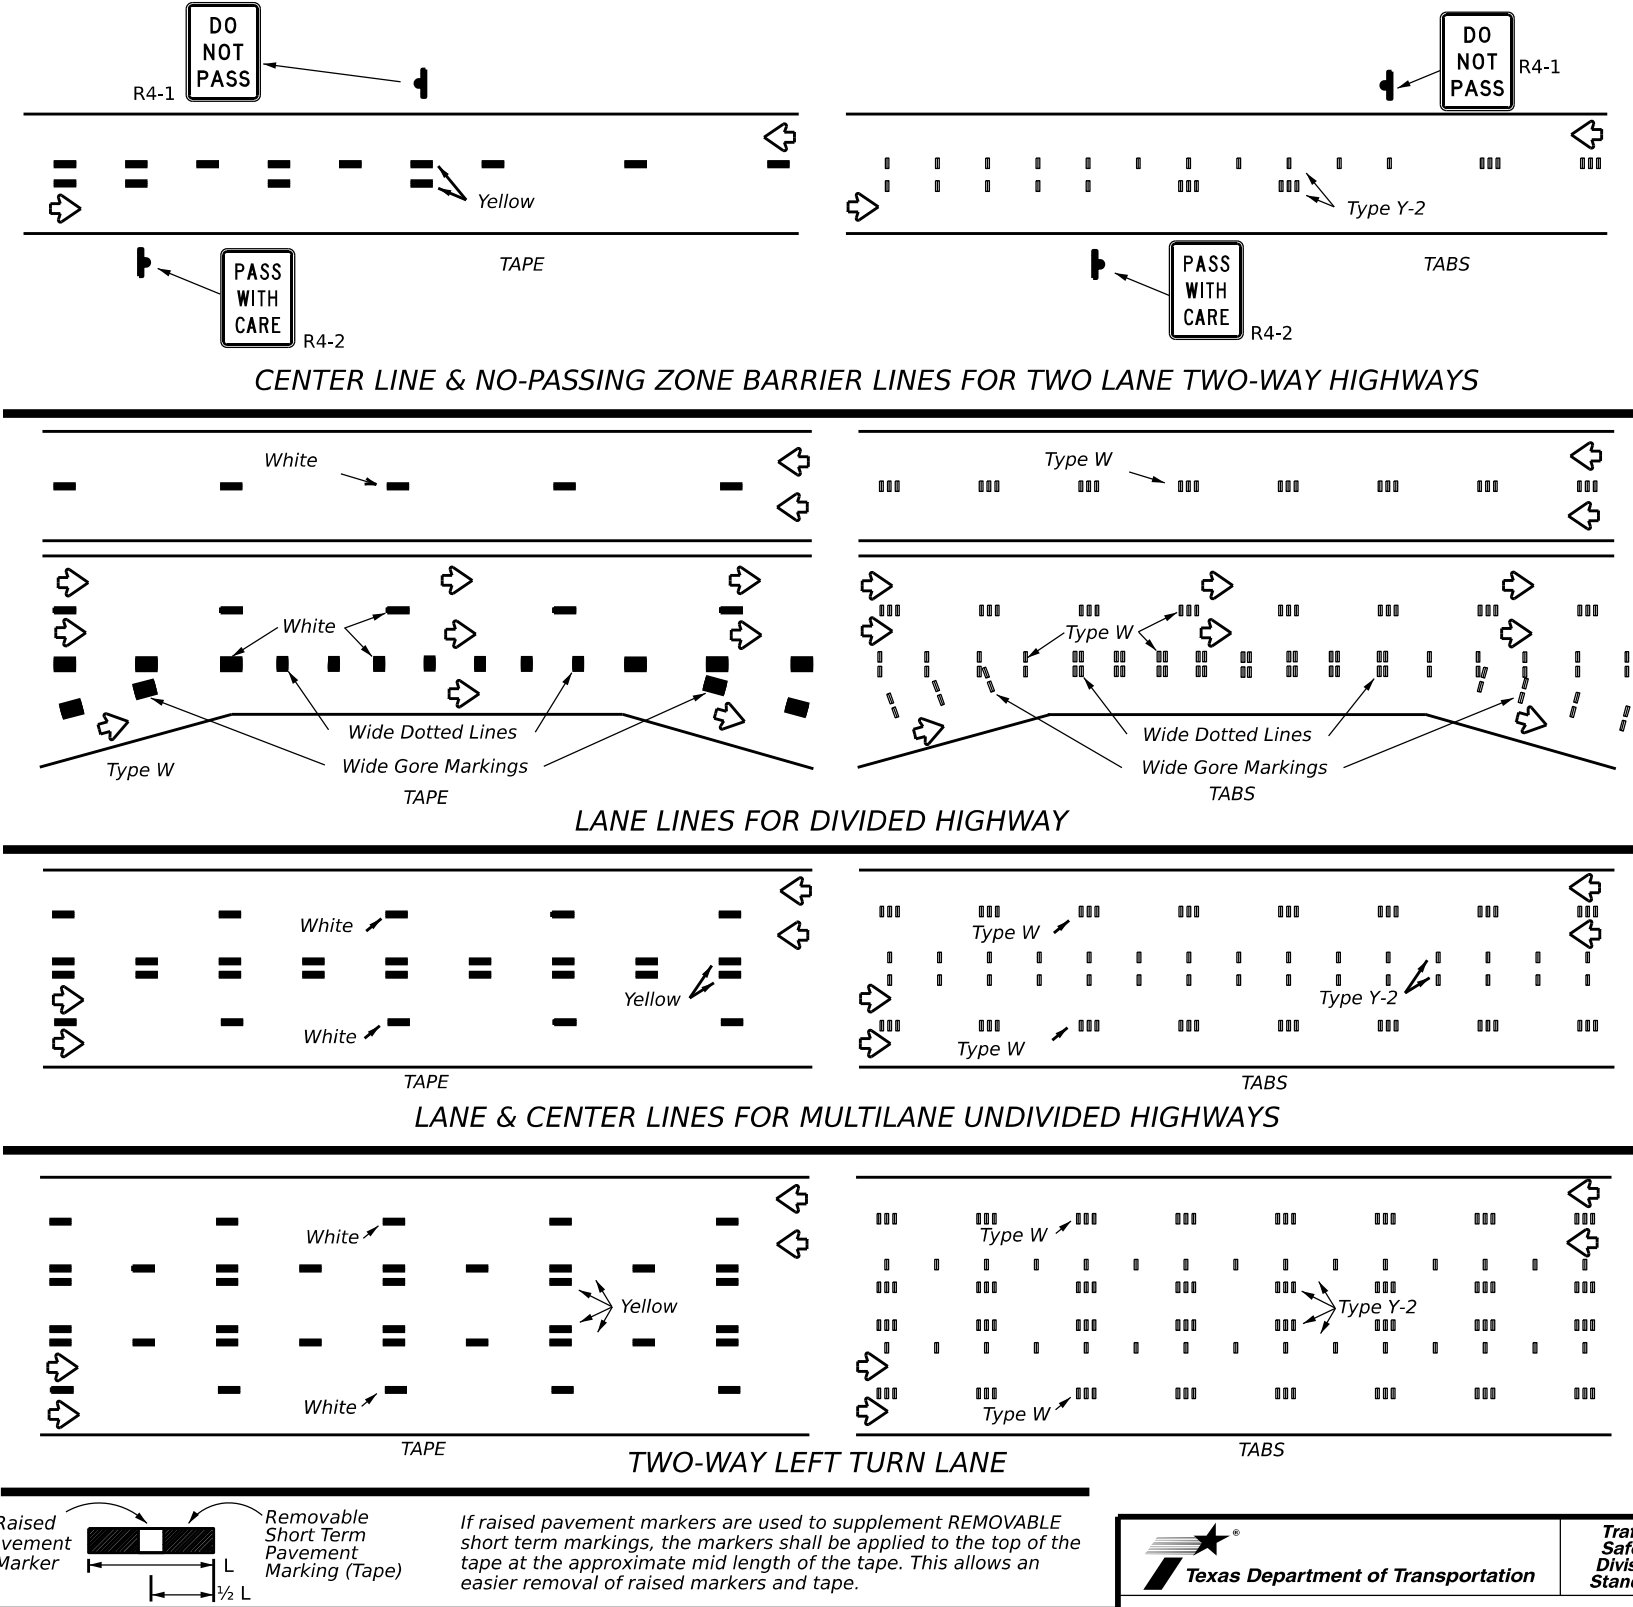 DO
NOT
PASS
R4-1
DO
NOT
PASS
R4-1
Yellow
Type Y-2
PASS
WITH
CARE
R4-2
TAPE
PASS
WITH
CARE
R4-2
TABS
CENTER LINE & NO-PASSING ZONE BARRIER LINES FOR TWO LANE TWO-WAY HIGHWAYS
White
Type W
White
Type W
Wide Dotted Lines
Wide Dotted Lines
Type W
Wide Gore Markings
Wide Gore Markings
TAPE
TABS
LANE LINES FOR DIVIDED HIGHWAY
White
Type W
Yellow
Type Y-2
White
Type W
TAPE
TABS
LANE & CENTER LINES FOR MULTILANE UNDIVIDED HIGHWAYS
White
Type W
Yellow
Type Y-2
White
Type W
TAPE
TABS
TWO-WAY LEFT TURN LANE
Raised
vement
Marker
L
½ L
Removable
Short Term
Pavement
Marking (Tape)
If raised pavement markers are used to supplement REMOVABLE
short term markings, the markers shall be applied to the top of the
tape at the approximate mid length of the tape. This allows an
easier removal of raised markers and tape.
®
Texas Department of Transportation
Traf
Safe
Divis
Stan